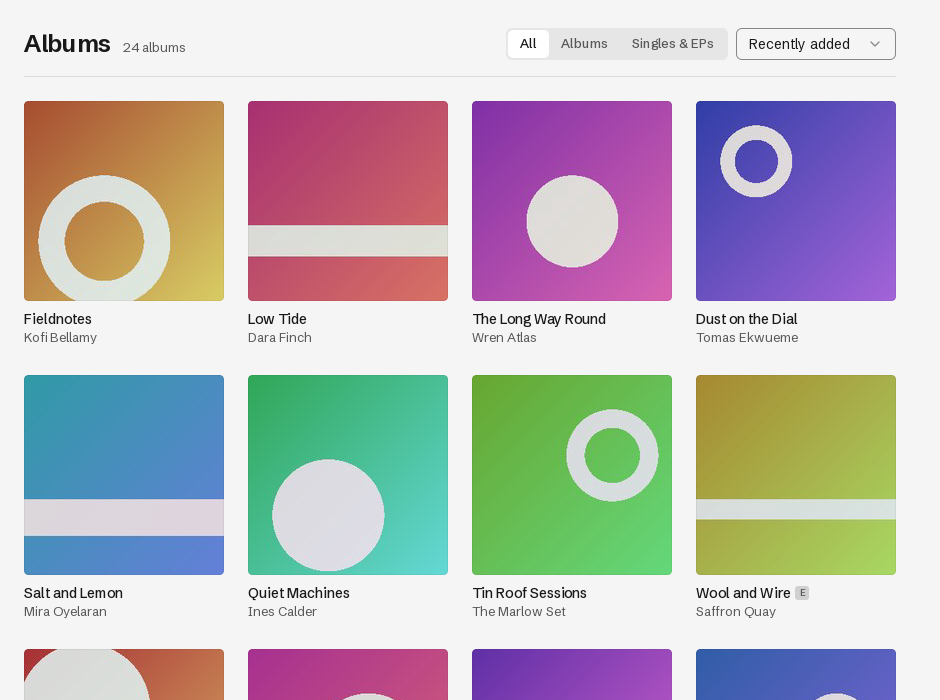 Albums 24 albums All Albums Singles & EPs Recently added
Fieldnotes
Kofi Bellamy
Low Tide
Dara Finch
The Long Way Round
Wren Atlas
Dust on the Dial
Tomas Ekwueme
Salt and Lemon
Mira Oyelaran
Quiet Machines
Ines Calder
Tin Roof Sessions
The Marlow Set
Wool and Wire E
Saffron Quay